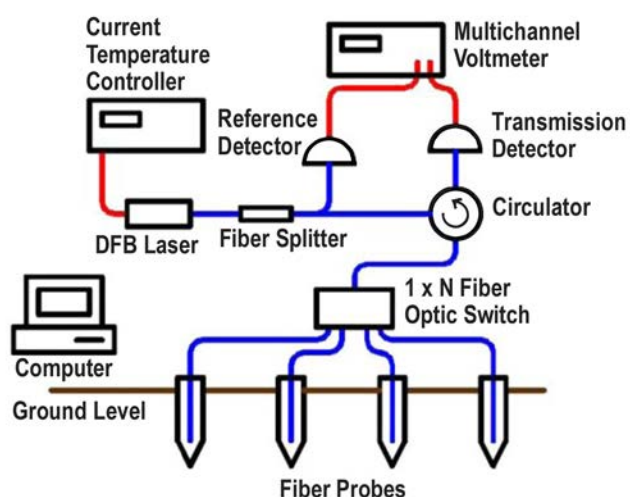 Current
Temperature
Controller
Multichannel
Voltmeter
Reference
Detector
Transmission
Detector
Circulator
DFB Laser
Fiber Splitter
1 x N Fiber
Optic Switch
Computer
Ground Level
Fiber Probes